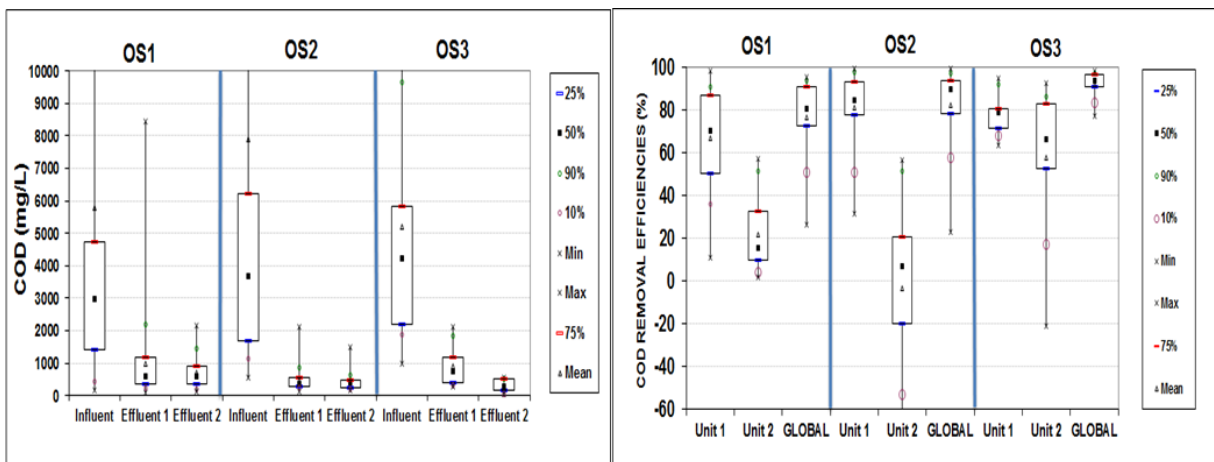 OS1 OS2 OS3
COD (mg/L)
10000
9000
8000
7000
6000
5000
4000
3000
2000
1000
0
Influent Effluent 1 Effluent 2 Influent Effluent 1 Effluent 2 Influent Effluent 1 Effluent 2
25%
50%
90%
10%
Min
Max
75%
Mean
OS1 OS2 OS3
COD REMOVAL EFFICIENCIES (%)
100
80
60
40
20
0
-20
-40
-60
Unit 1 Unit 2 GLOBAL Unit 1 Unit 2 GLOBAL Unit 1 Unit 2 GLOBAL
25%
50%
90%
10%
Min
Max
75%
Mean